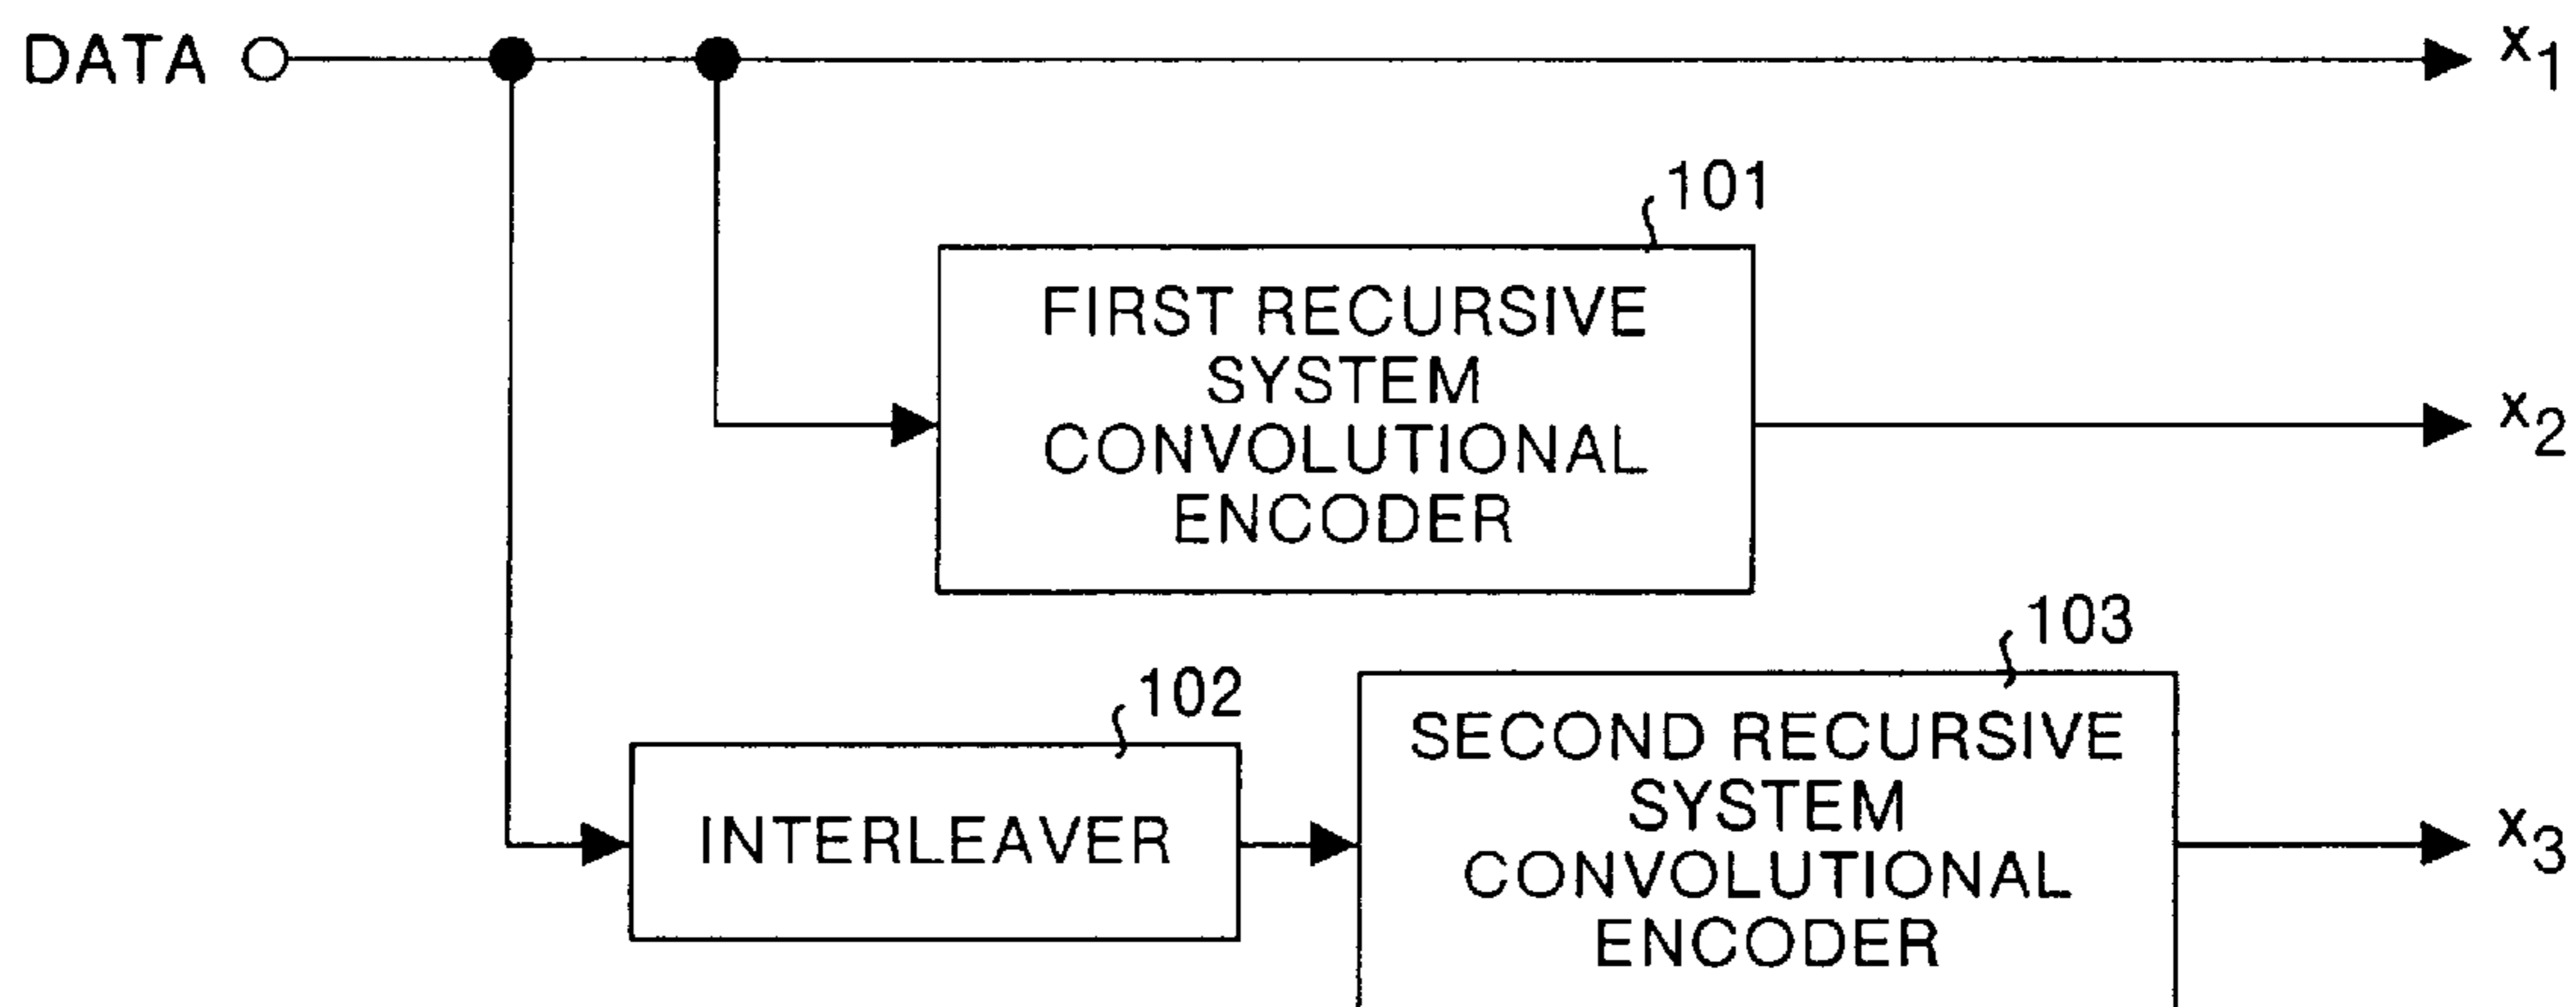 DATA
x1
101
FIRST RECURSIVE
SYSTEM
CONVOLUTIONAL
ENCODER
x2
102
INTERLEAVER
103
SECOND RECURSIVE
SYSTEM
CONVOLUTIONAL
ENCODER
x3